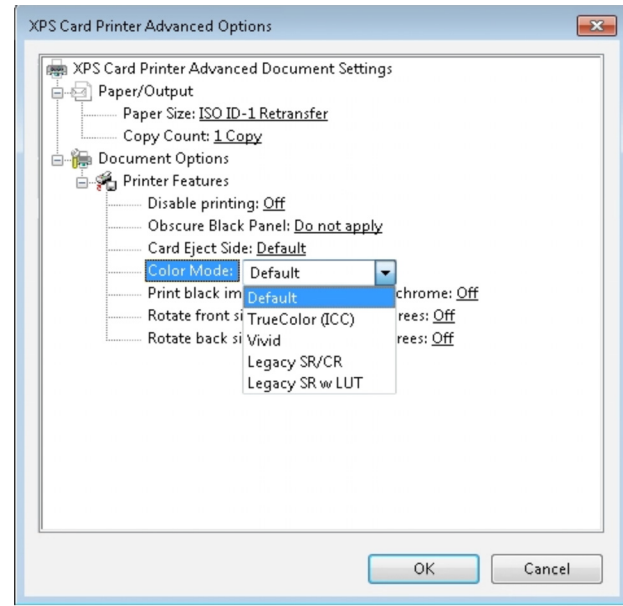 XPS Card Printer Advanced Options
XPS Card Printer Advanced Document Settings
Paper/Output
Paper Size: ISO ID-1 Retransfer
Copy Count: 1 Copy
Document Options
Printer Features
Disable printing: Off
Obscure Black Panel: Do not apply
Card Eject Side: Default
Color Mode: Default
Print black im chrome: Off
Default
Rotate front si rees: Off
TrueColor (ICC)
Rotate back si rees: Off
Vivid
Legacy SR/CR
Legacy SR w LUT
OK Cancel